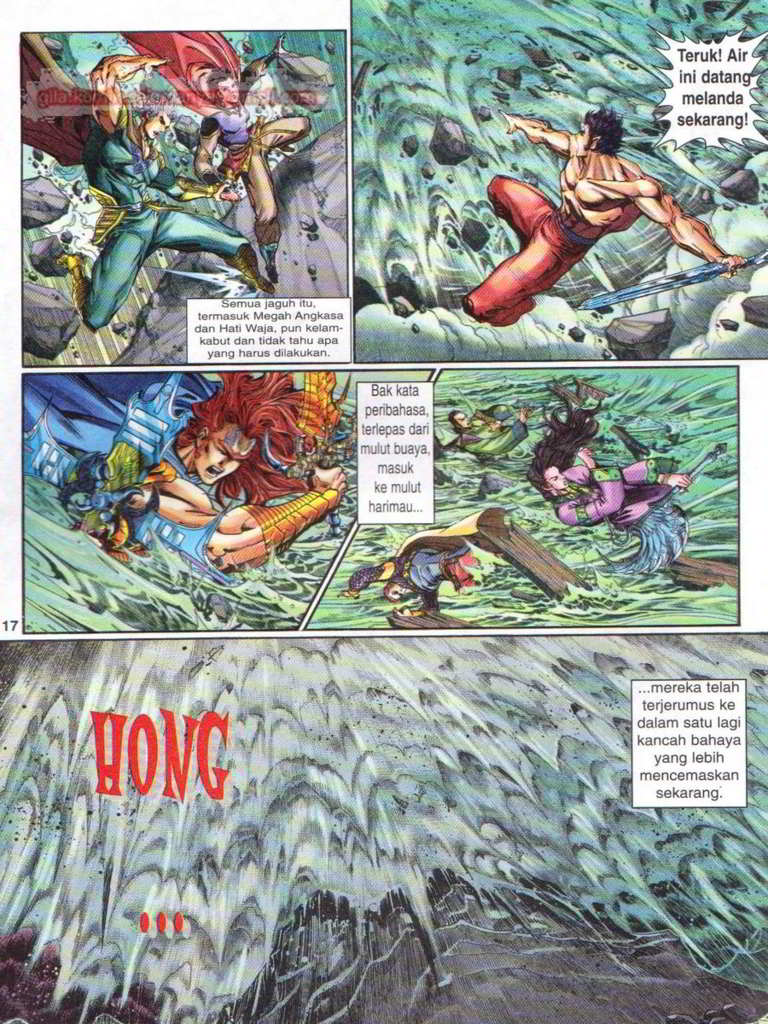 Semua jaguh itu,
termasuk Megah Angkasa
dan Hati Waja, pun kelam-
kabut dan tidak tahu apa
yang harus dilakukan.
Teruk! Air
ini datang
melanda
sekarang!
Bak kata
peribahasa,
terlepas dari
mulut buaya,
masuk
ke mulut
harimau...
17
...mereka telah
terjerumus ke
dalam satu lagi
kancah bahaya
yang lebih
mencemaskan
sekarang.
HONG
...